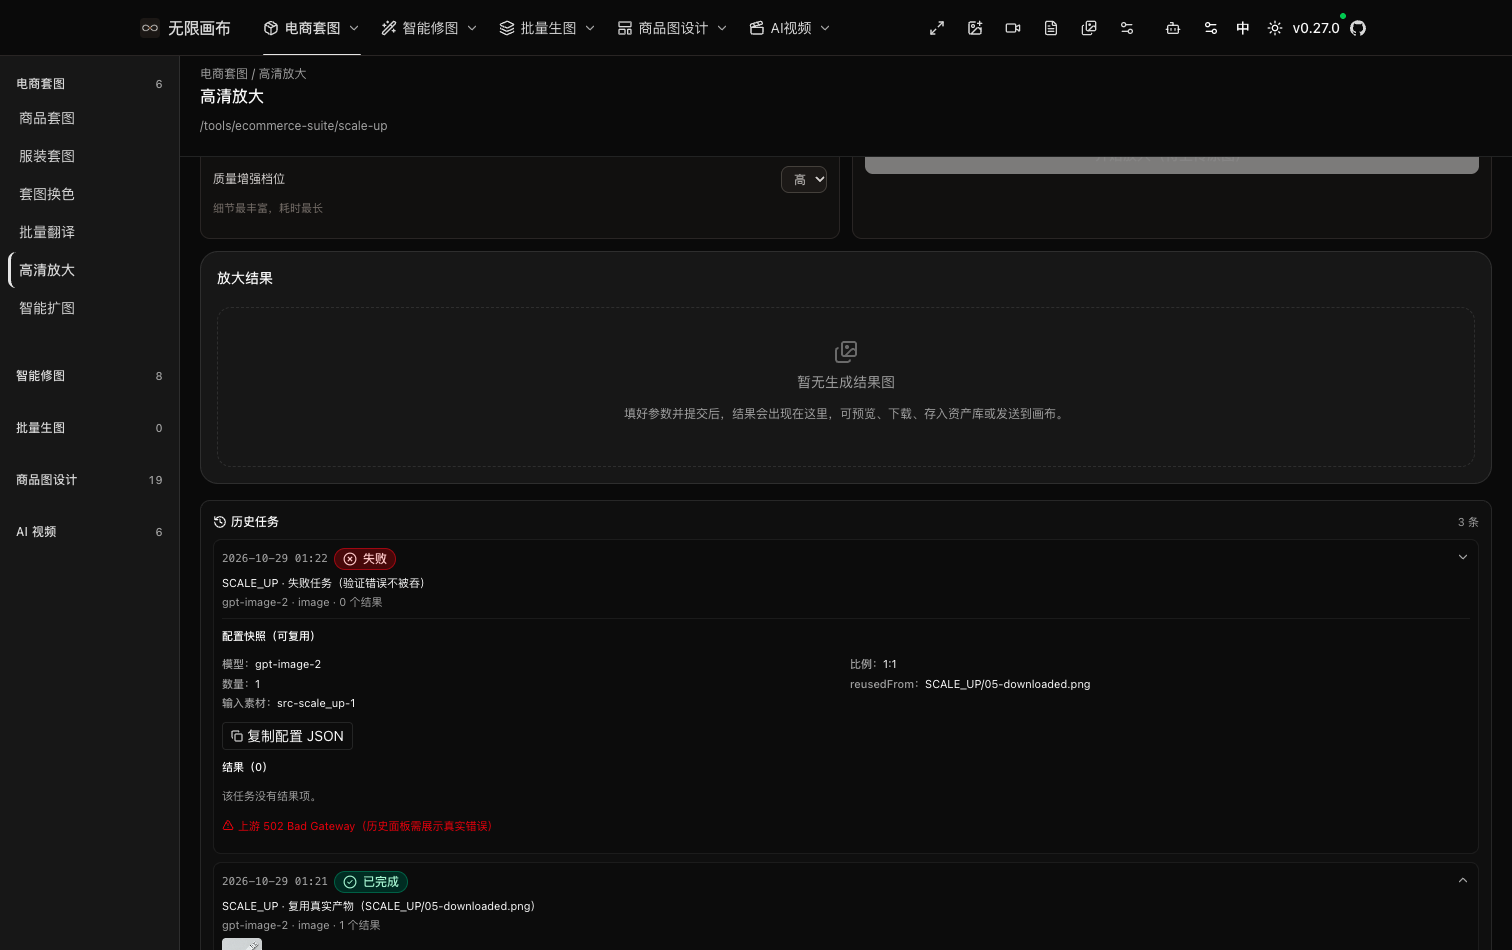 无限画布
电商套图
智能修图
批量生图
商品图设计
AI视频
中
v0.27.0
电商套图 6
商品套图
服装套图
套图换色
批量翻译
高清放大
智能扩图
智能修图 8
批量生图 0
商品图设计 19
AI 视频 6
电商套图 / 高清放大
高清放大
/tools/ecommerce-suite/scale-up
质量增强档位
高
细节最丰富，耗时最长
放大结果
暂无生成结果图
填好参数并提交后，结果会出现在这里，可预览、下载、存入资产库或发送到画布。
历史任务
3 条
2026-10-29 01:22 失败
SCALE_UP · 失败任务（验证错误不被吞）
gpt-image-2 · image · 0 个结果
配置快照（可复用）
模型：gpt-image-2
比例：1:1
数量：1
reusedFrom：SCALE_UP/05-downloaded.png
输入素材：src-scale_up-1
复制配置 JSON
结果（0）
该任务没有结果项。
上游 502 Bad Gateway（历史面板需展示真实错误）
2026-10-29 01:21 已完成
SCALE_UP · 复用真实产物（SCALE_UP/05-downloaded.png）
gpt-image-2 · image · 1 个结果